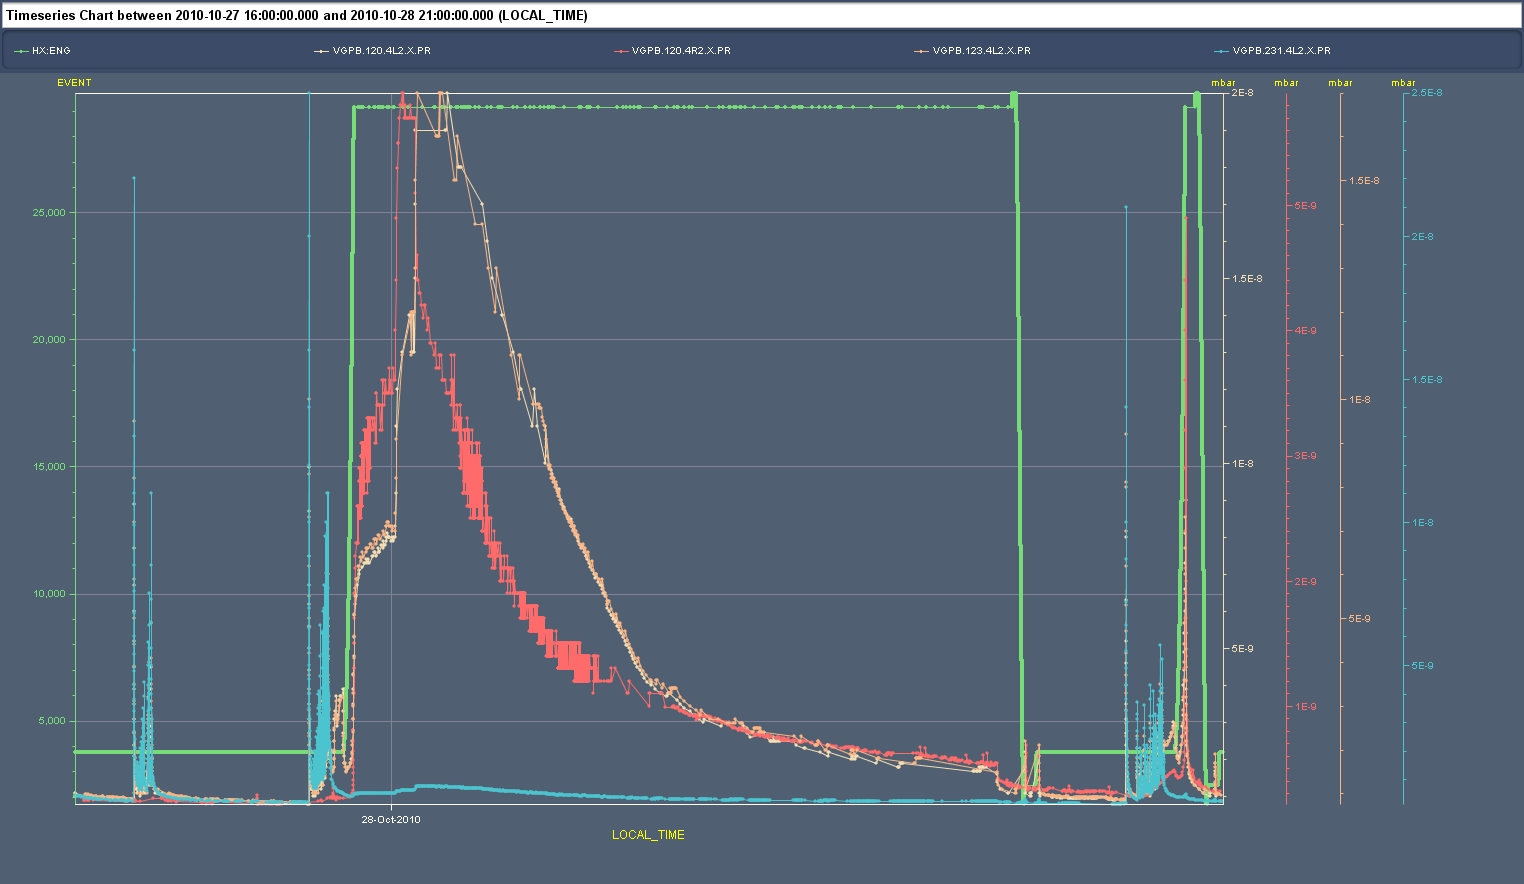 Timeseries Chart between 2010-10-27 16:00:00.000 and 2010-10-28 21:00:00.000 (LOCAL_TIME)
HX:ENG VGPB.120.4L2.X.PR VGPB.120.4R2.X.PR VGPB.123.4L2.X.PR VGPB.231.4L2.X.PR
EVENT mbar mbar mbar mbar
2E-8 2.5E-8
1.5E-8
5E-9
25,000
2E-8
1.5E-8
4E-9
20,000
1.5E-8
1E-8
3E-9
15,000 1E-8
1E-8
2E-9
10,000
5E-9
5E-9
5E-9
1E-9
5,000
28-Oct-2010
LOCAL_TIME